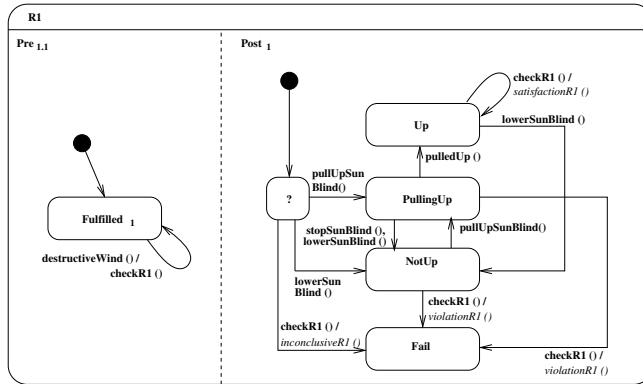 R1
Pre 1.1
Post 1
checkR1 () /
satisfactionR1 ()
Up
lowerSunBlind ()
pulledUp ()
pullUpSun
Blind()
?
PullingUp
Fulfilled 1
stopSunBlind (),
lowerSunBlind ()
pullUpSunBlind()
destructiveWind () /
checkR1 ()
NotUp
lowerSun
Blind ()
checkR1 () /
violationR1 ()
checkR1 () /
inconclusiveR1 ()
Fail
checkR1 () /
violationR1 ()